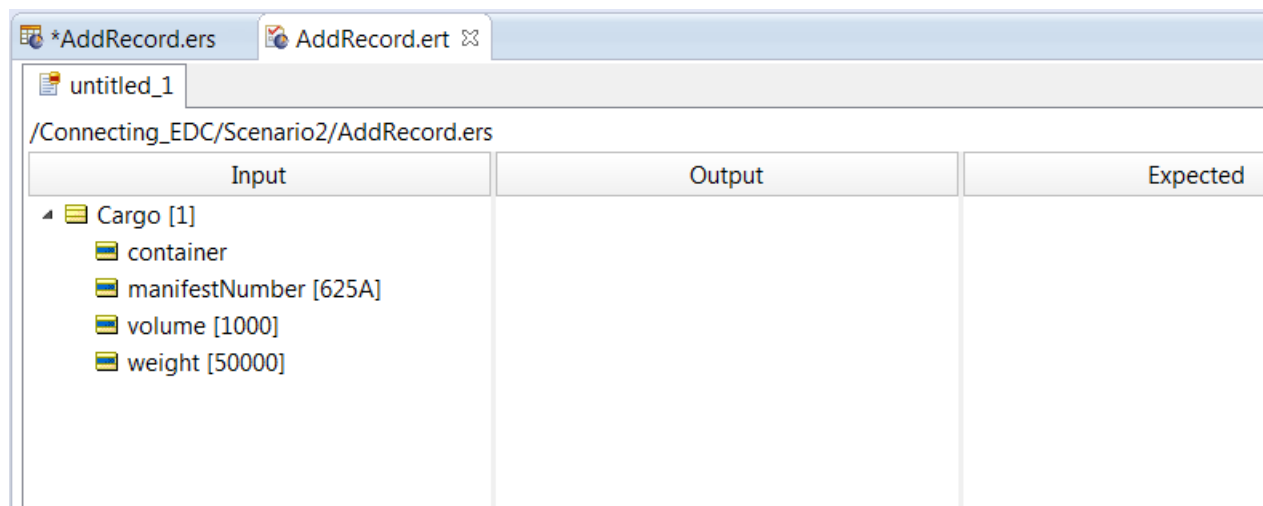 *AddRecord.ers AddRecord.ert
untitled_1
/Connecting_EDC/Scenario2/AddRecord.ers
Input Output Expected
Cargo [1]
container
manifestNumber [625A]
volume [1000]
weight [50000]